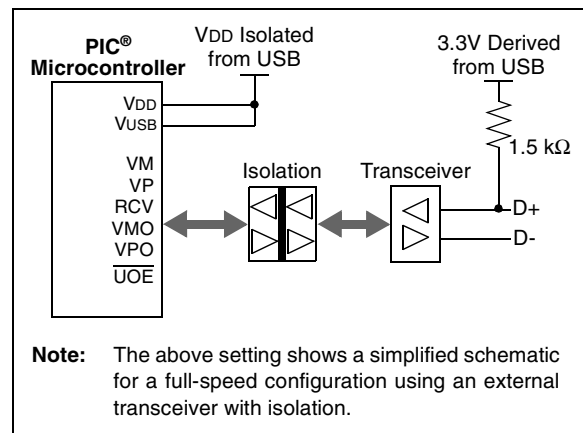 PIC®
Microcontroller
VDD Isolated
from USB
3.3V Derived
from USB
VDD
VUSB
1.5 kΩ
VM
VP
RCV
VMO
VPO
UOE
Isolation
Transceiver
D+
D-
Note: The above setting shows a simplified schematic
for a full-speed configuration using an external
transceiver with isolation.